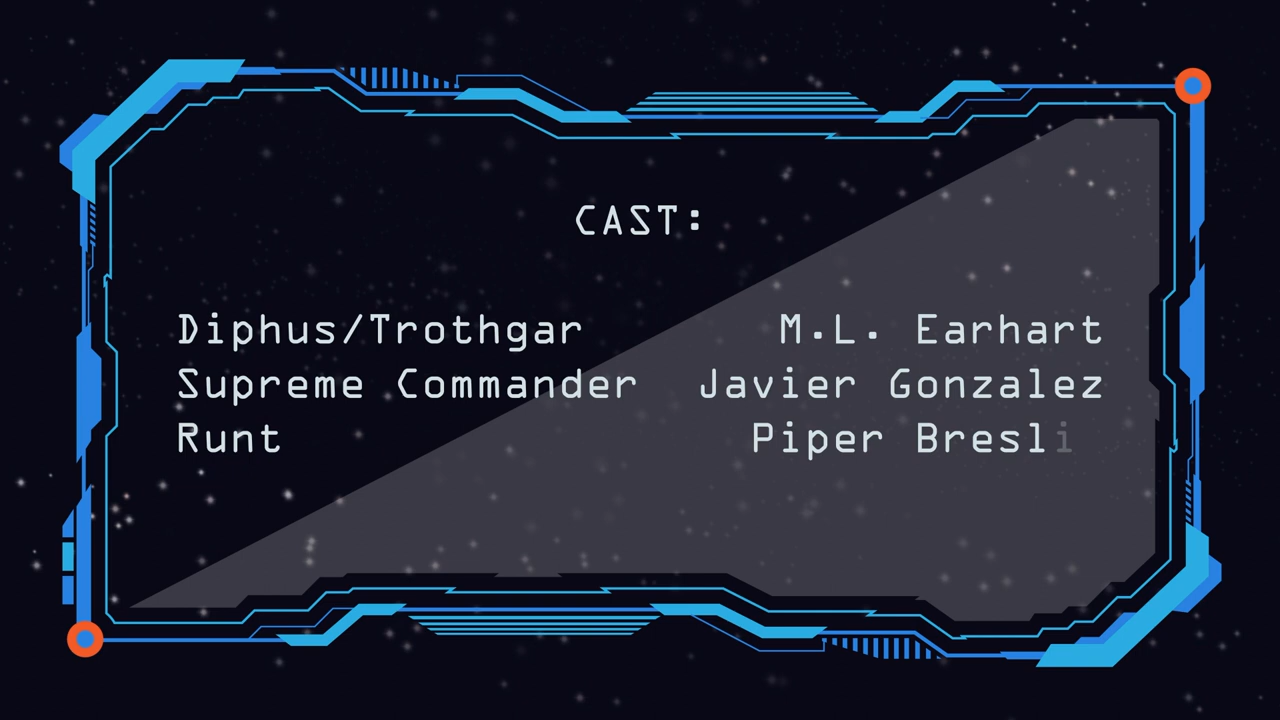 CAST:
Diphus/Trothgar M.L. Earhart
Supreme Commander Javier Gonzalez
Runt Piper Bresli